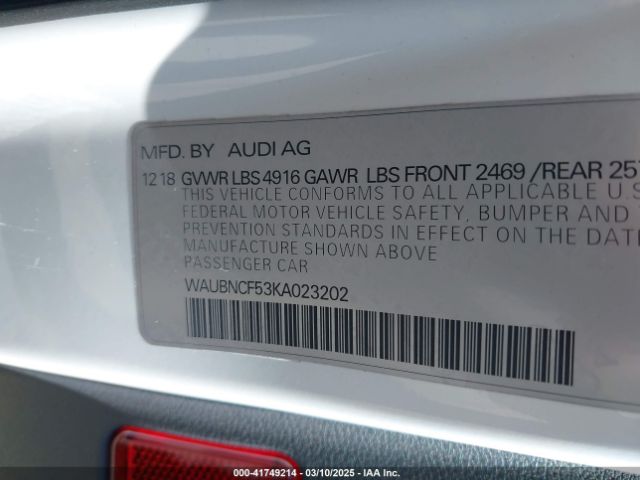 MFD. BY AUDI AG
12 18 GVWR LBS 4916 GAWR LBS FRONT 2469 /REAR 257
THIS VEHICLE CONFORMS TO ALL APPLICABLE U.S
FEDERAL MOTOR VEHICLE SAFETY, BUMPER AND
PREVENTION STANDARDS IN EFFECT ON THE DATE
MANUFACTURE SHOWN ABOVE
PASSENGER CAR
WAUBNCF53KA023202
000-41749214 | 03/10/2025 - IAA Inc.